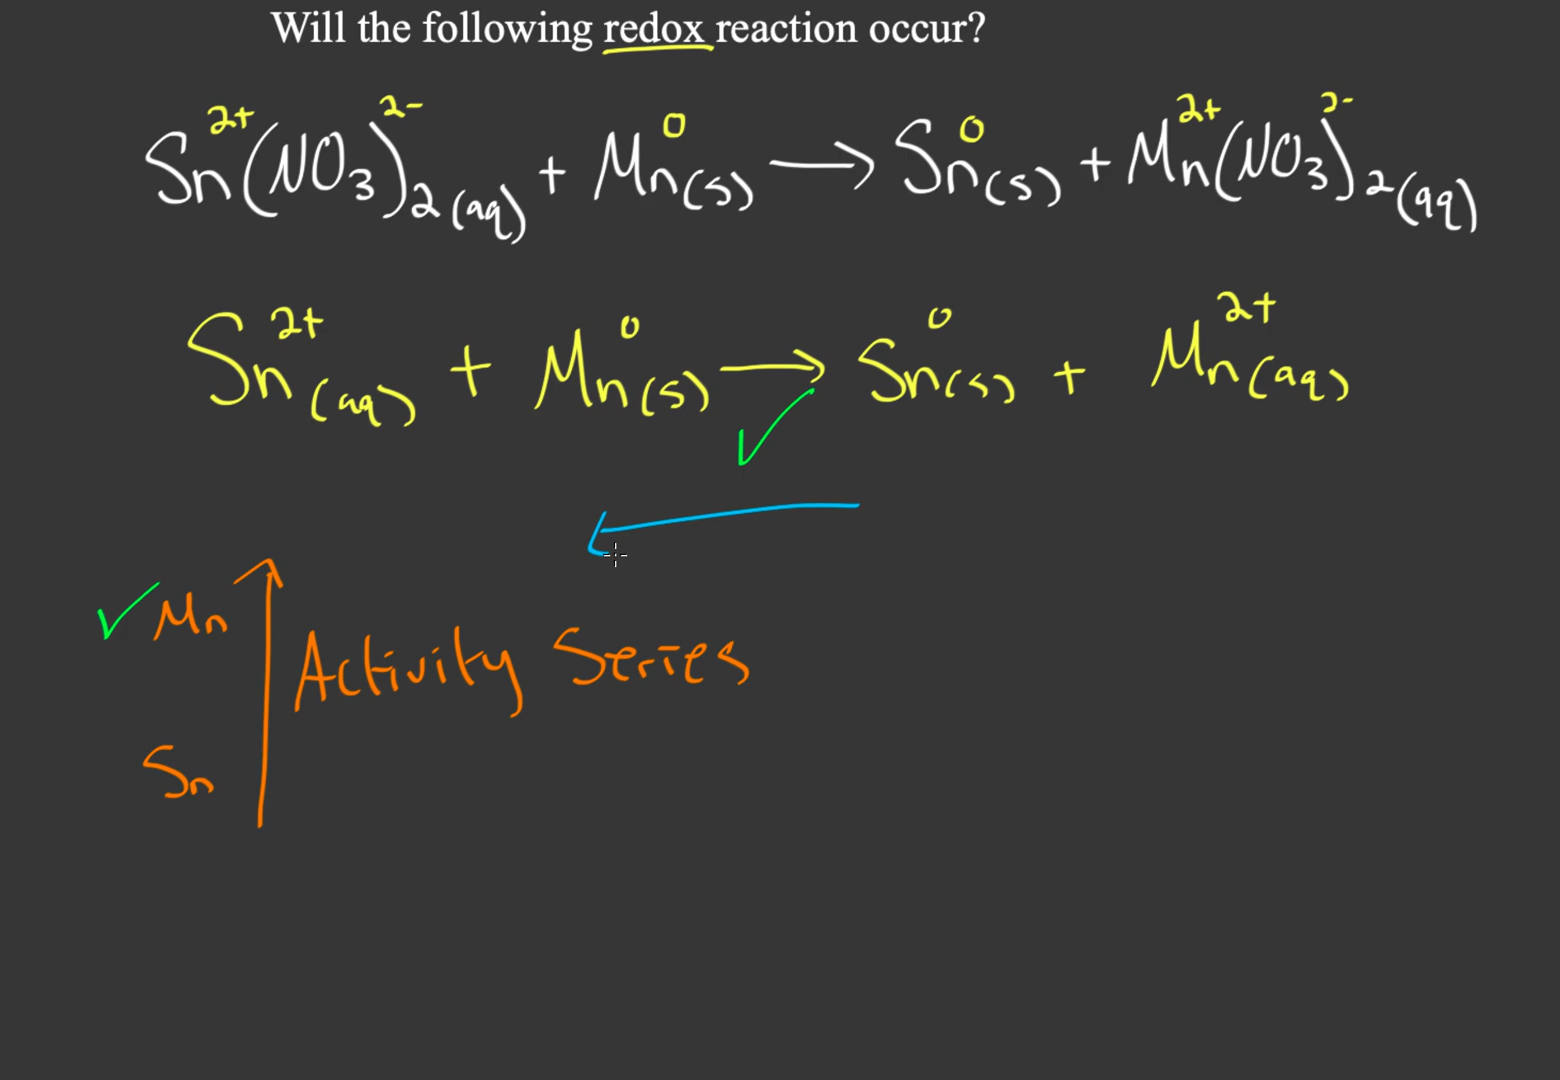 Will the following redox reaction occur?
Sn²⁺(NO₃)²⁻₂(aq) + Mn⁰(s) → Sn⁰(s) + Mn²⁺(NO₃)²⁻₂(aq)
Sn²⁺(aq) + Mn⁰(s) → Sn⁰(s) + Mn²⁺(aq)
✓
✓ Mn
Activity Series
Sn